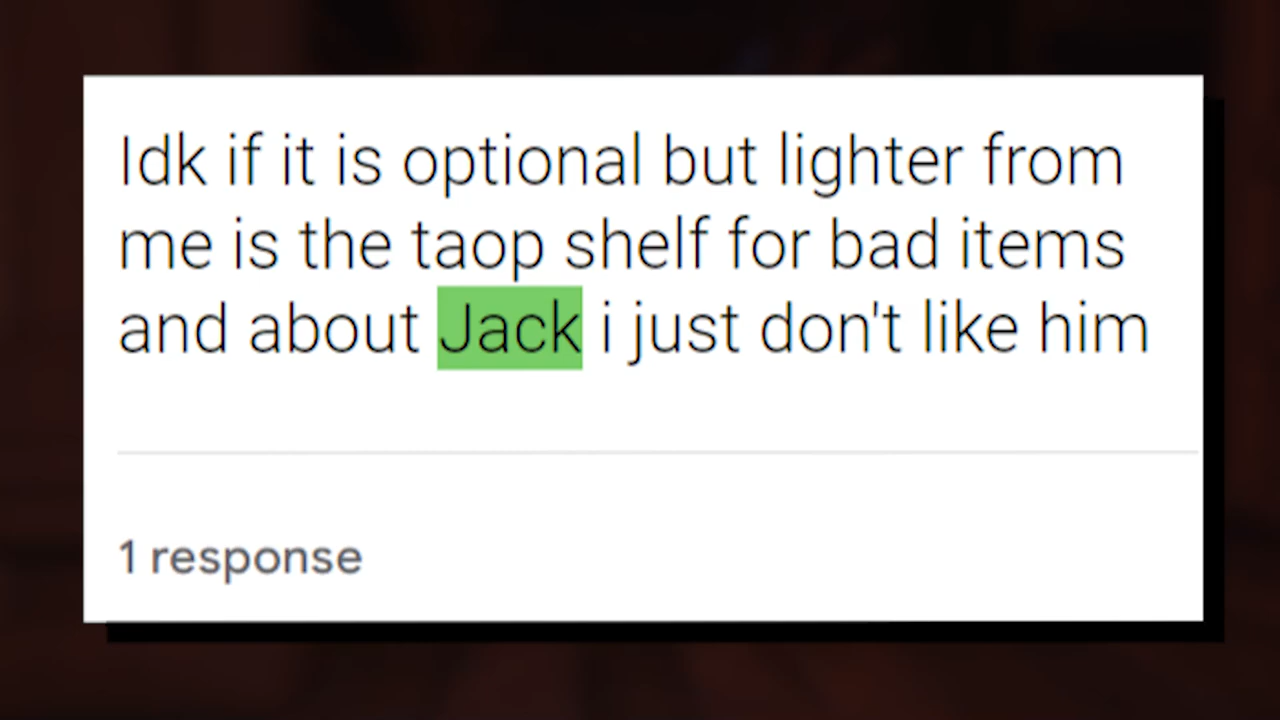 Idk if it is optional but lighter from
me is the taop shelf for bad items
and about Jack i just don't like him
1 response